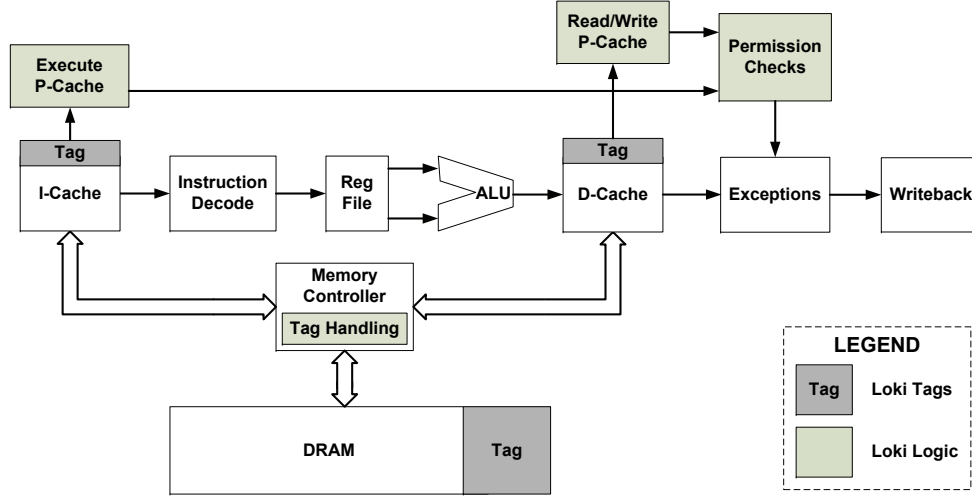 Read/Write
P-Cache
Permission
Checks
Execute
P-Cache
Tag
I-Cache
Instruction
Decode
Reg
File
ALU
Tag
D-Cache
Exceptions
Writeback
Memory
Controller
Tag Handling
DRAM
Tag
LEGEND
Tag
Loki Tags
Loki Logic